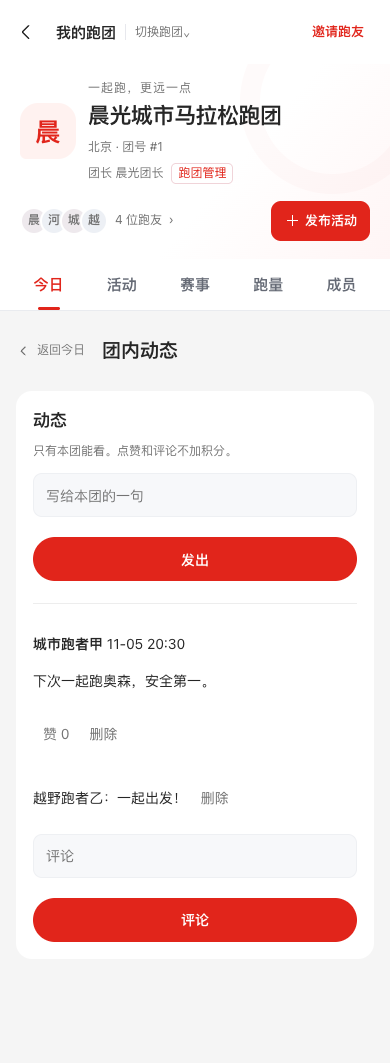 我的跑团 切换跑团⌄ 邀请跑友
一起跑，更远一点
晨 晨光城市马拉松跑团
北京 · 团号 #1
团长 晨光团长 跑团管理
晨 河 城 越 4 位跑友 › + 发布活动
今日 活动 赛事 跑量 成员
返回今日 团内动态
动态
只有本团能看。点赞和评论不加积分。
写给本团的一句
发出
城市跑者甲 11-05 20:30
下次一起跑奥森，安全第一。
赞 0 删除
越野跑者乙：一起出发！ 删除
评论
评论